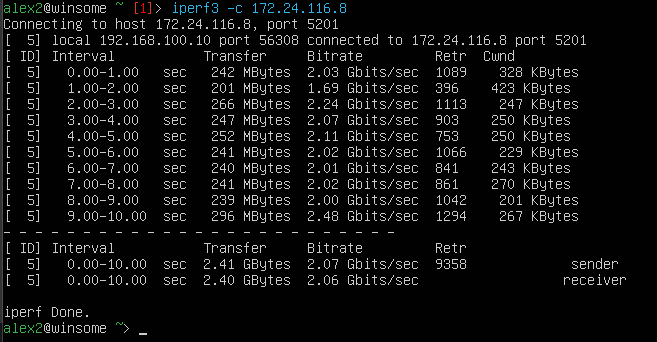 alex2@winsome ~ [1]> iperf3 -c 172.24.116.8
Connecting to host 172.24.116.8, port 5201
[  5] local 192.168.100.10 port 56308 connected to 172.24.116.8 port 5201
[ ID] Interval           Transfer     Bitrate         Retr  Cwnd
[  5]   0.00-1.00   sec   242 MBytes  2.03 Gbits/sec  1089    328 KBytes
[  5]   1.00-2.00   sec   201 MBytes  1.69 Gbits/sec  396    423 KBytes
[  5]   2.00-3.00   sec   266 MBytes  2.24 Gbits/sec  1113    247 KBytes
[  5]   3.00-4.00   sec   247 MBytes  2.07 Gbits/sec  903    250 KBytes
[  5]   4.00-5.00   sec   252 MBytes  2.11 Gbits/sec  753    250 KBytes
[  5]   5.00-6.00   sec   241 MBytes  2.02 Gbits/sec  1066    229 KBytes
[  5]   6.00-7.00   sec   240 MBytes  2.01 Gbits/sec  841    243 KBytes
[  5]   7.00-8.00   sec   241 MBytes  2.02 Gbits/sec  861    270 KBytes
[  5]   8.00-9.00   sec   239 MBytes  2.00 Gbits/sec  1042    201 KBytes
[  5]   9.00-10.00  sec   296 MBytes  2.48 Gbits/sec  1294    267 KBytes
- - - - - - - - - - - - - - - - - - - - - - - - -
[ ID] Interval           Transfer     Bitrate         Retr
[  5]   0.00-10.00  sec  2.41 GBytes  2.07 Gbits/sec  9358             sender
[  5]   0.00-10.00  sec  2.40 GBytes  2.06 Gbits/sec                  receiver

iperf Done.
alex2@winsome ~> _